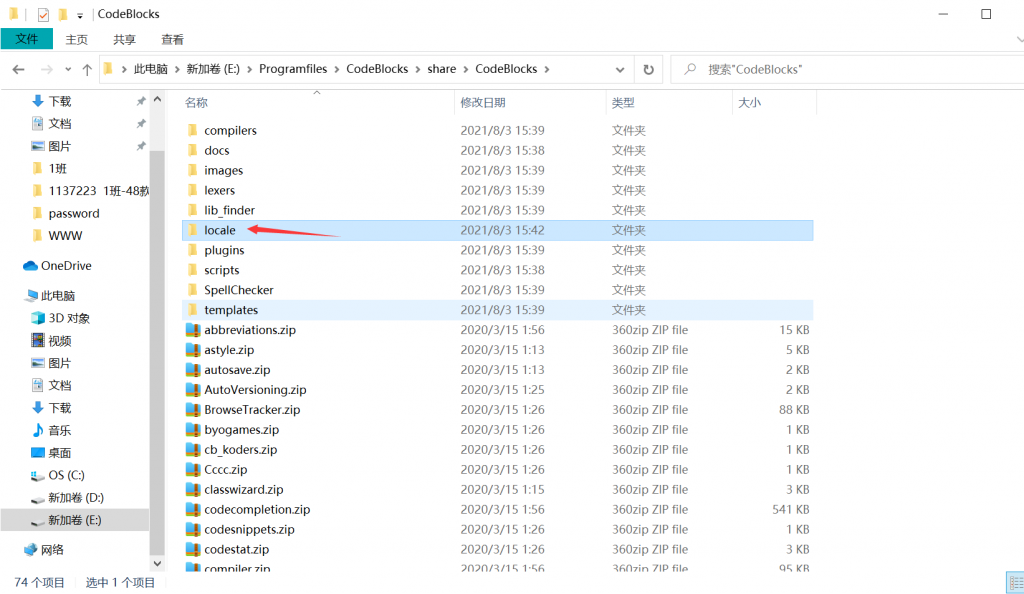 CodeBlocks
文件 主页 共享 查看
此电脑 新加卷 (E:) Programfiles CodeBlocks share CodeBlocks 搜索"CodeBlocks"
下载
文档
图片
1班
1137223 1班-48款
password
WWW
OneDrive
此电脑
3D 对象
视频
图片
文档
下载
音乐
桌面
OS (C:)
新加卷 (D:)
新加卷 (E:)
网络
名称 修改日期 类型 大小
compilers 2021/8/3 15:39 文件夹
docs 2021/8/3 15:38 文件夹
images 2021/8/3 15:39 文件夹
lexers 2021/8/3 15:39 文件夹
lib_finder 2021/8/3 15:39 文件夹
locale 2021/8/3 15:42 文件夹
plugins 2021/8/3 15:39 文件夹
scripts 2021/8/3 15:38 文件夹
SpellChecker 2021/8/3 15:39 文件夹
templates 2021/8/3 15:39 文件夹
abbreviations.zip 2020/3/15 1:56 360zip ZIP file 15 KB
astyle.zip 2020/3/15 1:13 360zip ZIP file 5 KB
autosave.zip 2020/3/15 1:13 360zip ZIP file 2 KB
AutoVersioning.zip 2020/3/15 1:25 360zip ZIP file 2 KB
BrowseTracker.zip 2020/3/15 1:26 360zip ZIP file 88 KB
byogames.zip 2020/3/15 1:26 360zip ZIP file 1 KB
cb_koders.zip 2020/3/15 1:26 360zip ZIP file 1 KB
Cccc.zip 2020/3/15 1:26 360zip ZIP file 1 KB
classwizard.zip 2020/3/15 1:15 360zip ZIP file 3 KB
codecompletion.zip 2020/3/15 1:56 360zip ZIP file 541 KB
codesnippets.zip 2020/3/15 1:26 360zip ZIP file 1 KB
codestat.zip 2020/3/15 1:26 360zip ZIP file 3 KB
compiler.zip 2020/3/15 1:56 360zip ZIP file 95 KB
74 个项目 选中 1 个项目